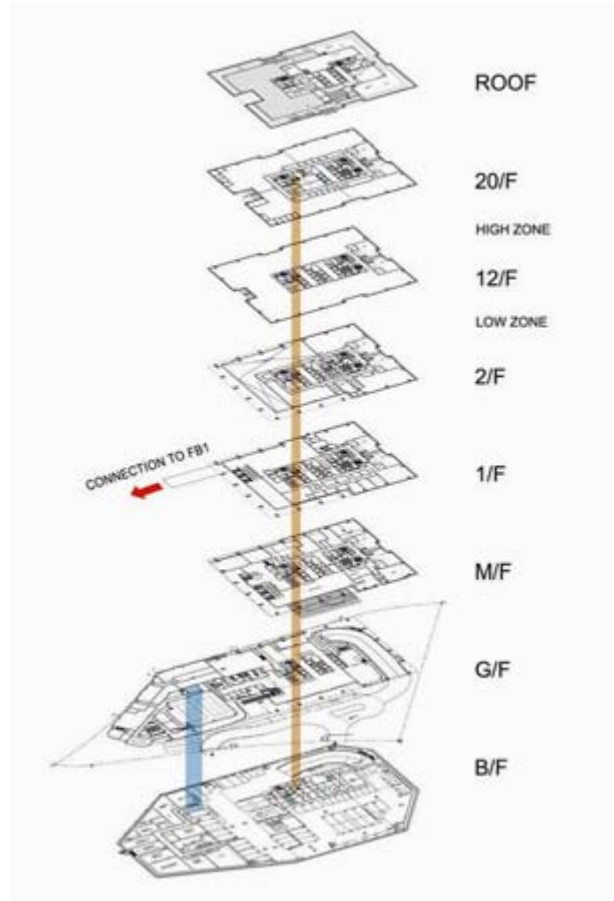 ROOF
20/F
HIGH ZONE
12/F
LOW ZONE
2/F
CONNECTION TO FB1
1/F
M/F
G/F
B/F